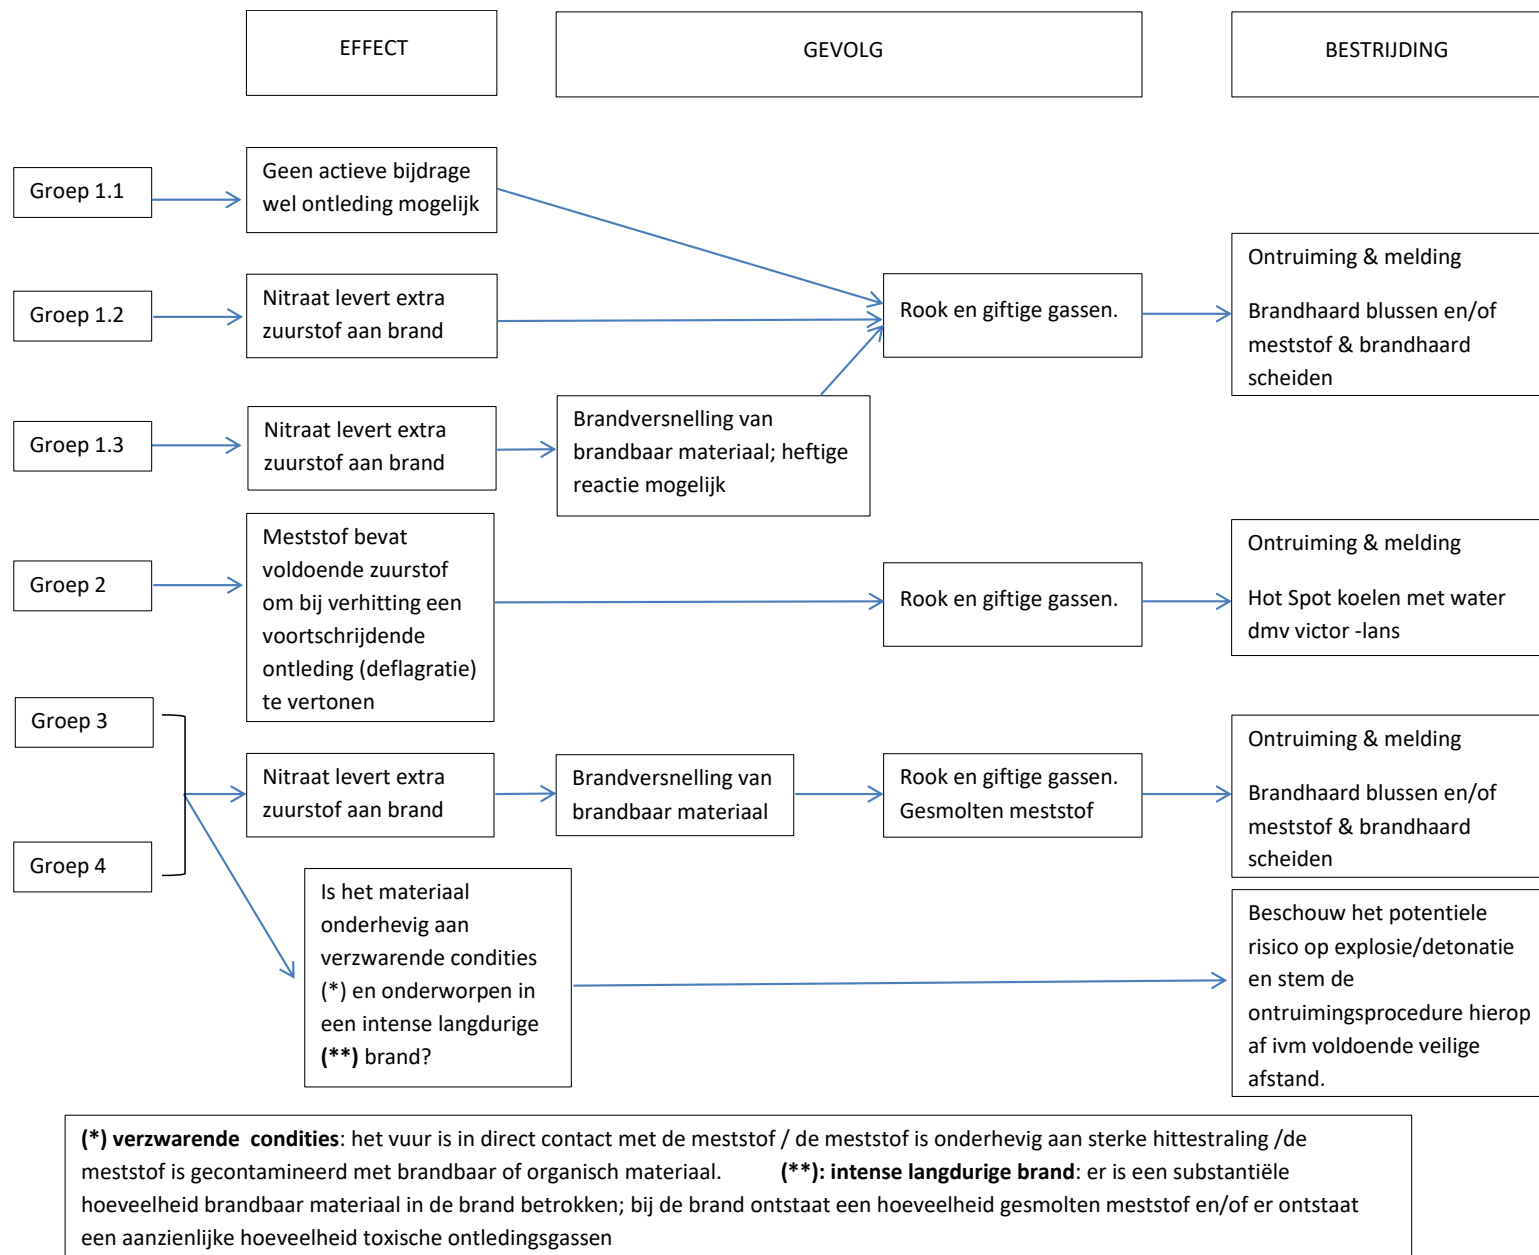 EFFECT
GEVOLG
BESTRIJDING
Groep 1.1
Geen actieve bijdrage
wel ontleding mogelijk
Groep 1.2
Nitraat levert extra
zuurstof aan brand
Rook en giftige gassen.
Ontruiming & melding
Brandhaard blussen en/of
meststof & brandhaard
scheiden
Groep 1.3
Nitraat levert extra
zuurstof aan brand
Brandversnelling van
brandbaar materiaal; heftige
reactie mogelijk
Groep 2
Meststof bevat
voldoende zuurstof
om bij verhitting een
voortschrijdende
ontleding (deflagratie)
te vertonen
Rook en giftige gassen.
Ontruiming & melding
Hot Spot koelen met water
dmv victor -lans
Groep 3
Groep 4
Nitraat levert extra
zuurstof aan brand
Brandversnelling van
brandbaar materiaal
Rook en giftige gassen.
Gesmolten meststof
Ontruiming & melding
Brandhaard blussen en/of
meststof & brandhaard
scheiden
Is het materiaal
onderhevig aan
verzwarende condities
(*) en onderworpen in
een intense langdurige
(**) brand?
Beschouw het potentiele
risico op explosie/detonatie
en stem de
ontruimingsprocedure hierop
af ivm voldoende veilige
afstand.
(*) verzwarende condities: het vuur is in direct contact met de meststof / de meststof is onderhevig aan sterke hittestraling /de
meststof is gecontamineerd met brandbaar of organisch materiaal. (**): intense langdurige brand: er is een substantiële
hoeveelheid brandbaar materiaal in de brand betrokken; bij de brand ontstaat een hoeveelheid gesmolten meststof en/of er ontstaat
een aanzienlijke hoeveelheid toxische ontledingsgassen